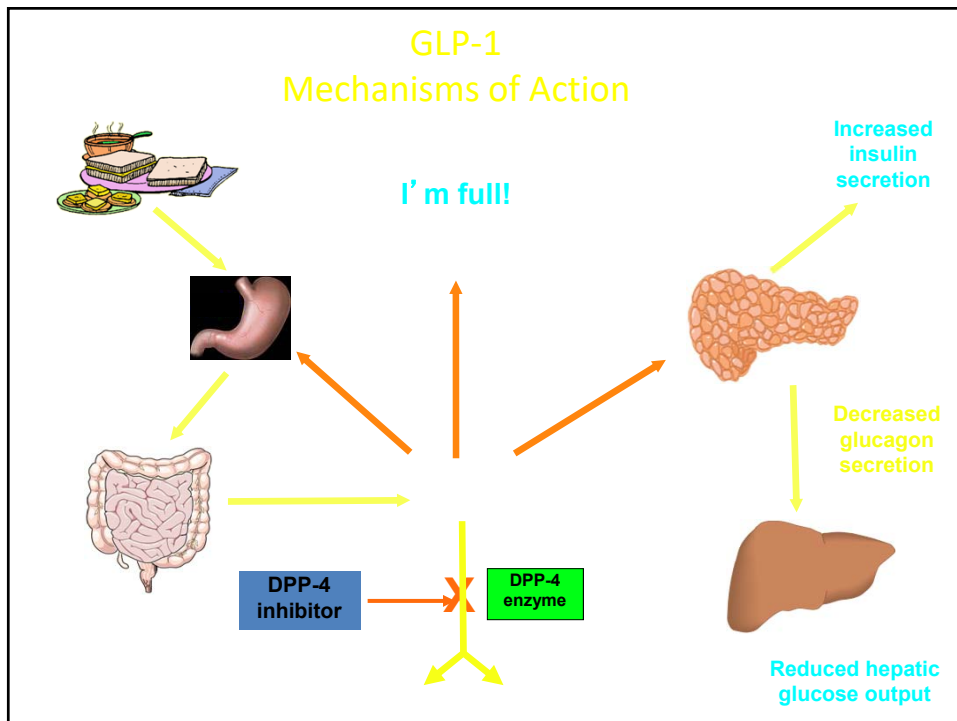 GLP-1
Mechanisms of Action
Increased
insulin
secretion
I’m full!
Decreased
glucagon
secretion
DPP-4
inhibitor
X
DPP-4
enzyme
Reduced hepatic
glucose output